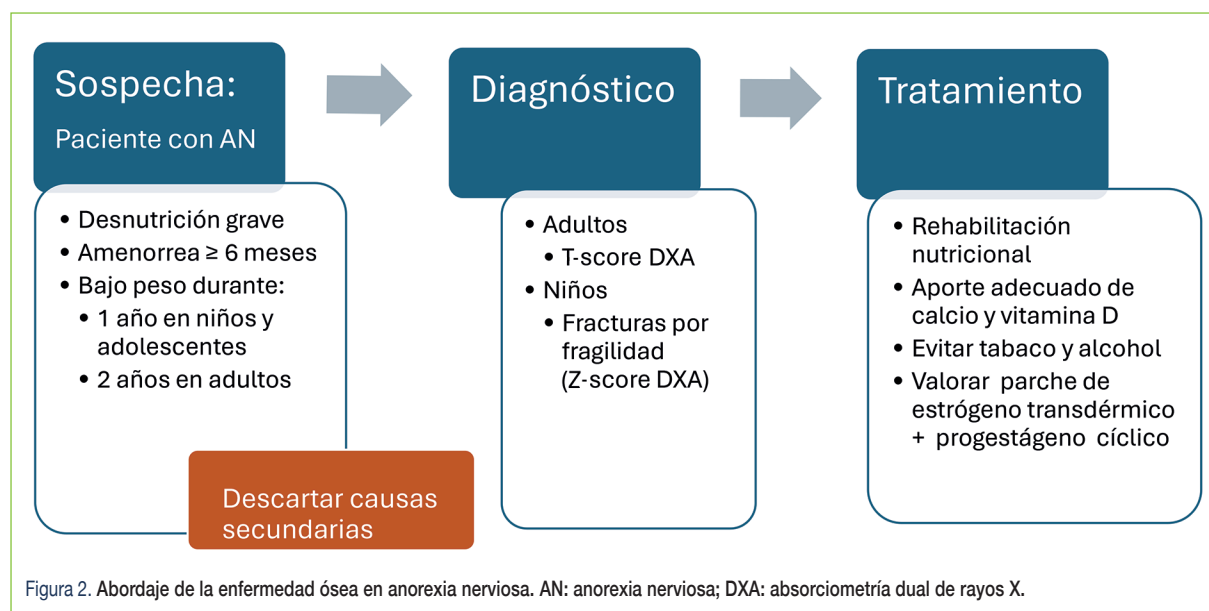 Sospecha:
Paciente con AN
• Desnutrición grave
• Amenorrea ≥ 6 meses
• Bajo peso durante:
• 1 año en niños y
adolescentes
• 2 años en adultos
Descartar causas
secundarias
Diagnóstico
• Adultos
• T-score DXA
• Niños
• Fracturas por
fragilidad
(Z-score DXA)
Tratamiento
• Rehabilitación
nutricional
• Aporte adecuado de
calcio y vitamina D
• Evitar tabaco y alcohol
• Valorar parche de
estrógeno transdérmico
+ progestágeno cíclico
Figura 2. Abordaje de la enfermedad ósea en anorexia nerviosa. AN: anorexia nerviosa; DXA: absorciometría dual de rayos X.